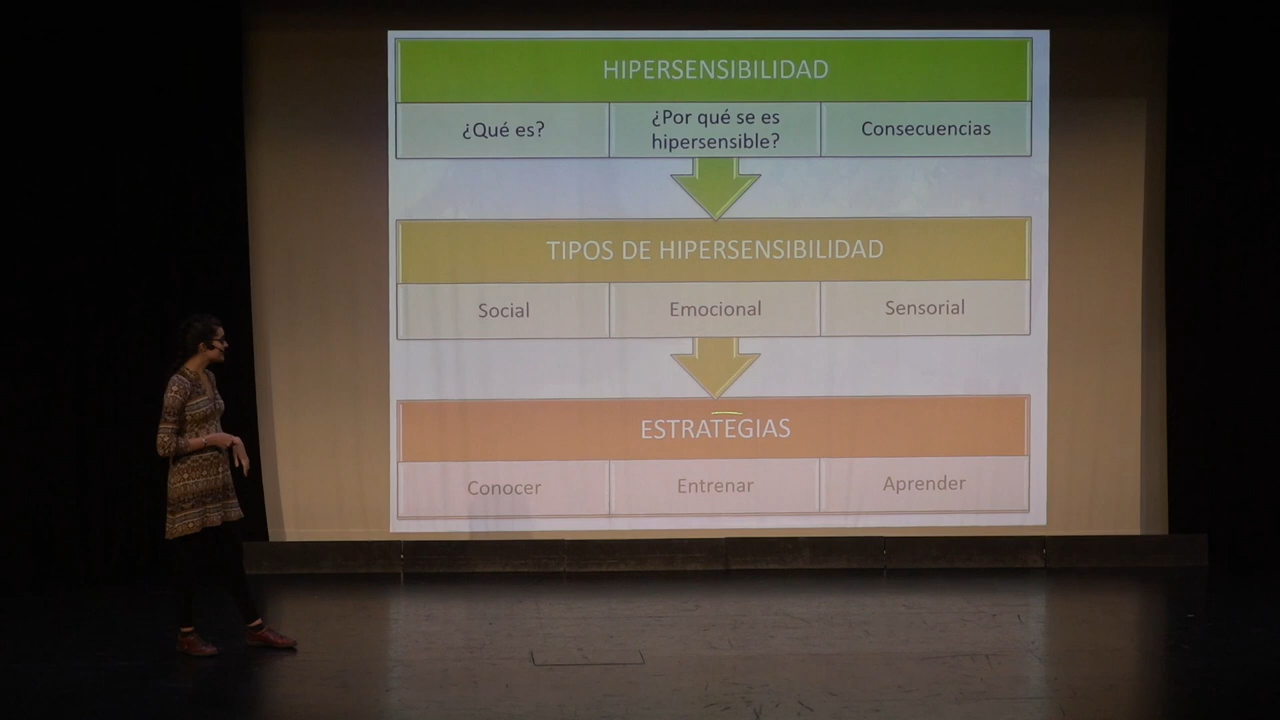 HIPERSENSIBILIDAD
¿Qué es?
¿Por qué se es
hipersensible?
Consecuencias
TIPOS DE HIPERSENSIBILIDAD
Social
Emocional
Sensorial
ESTRATEGIAS
Conocer
Entrenar
Aprender